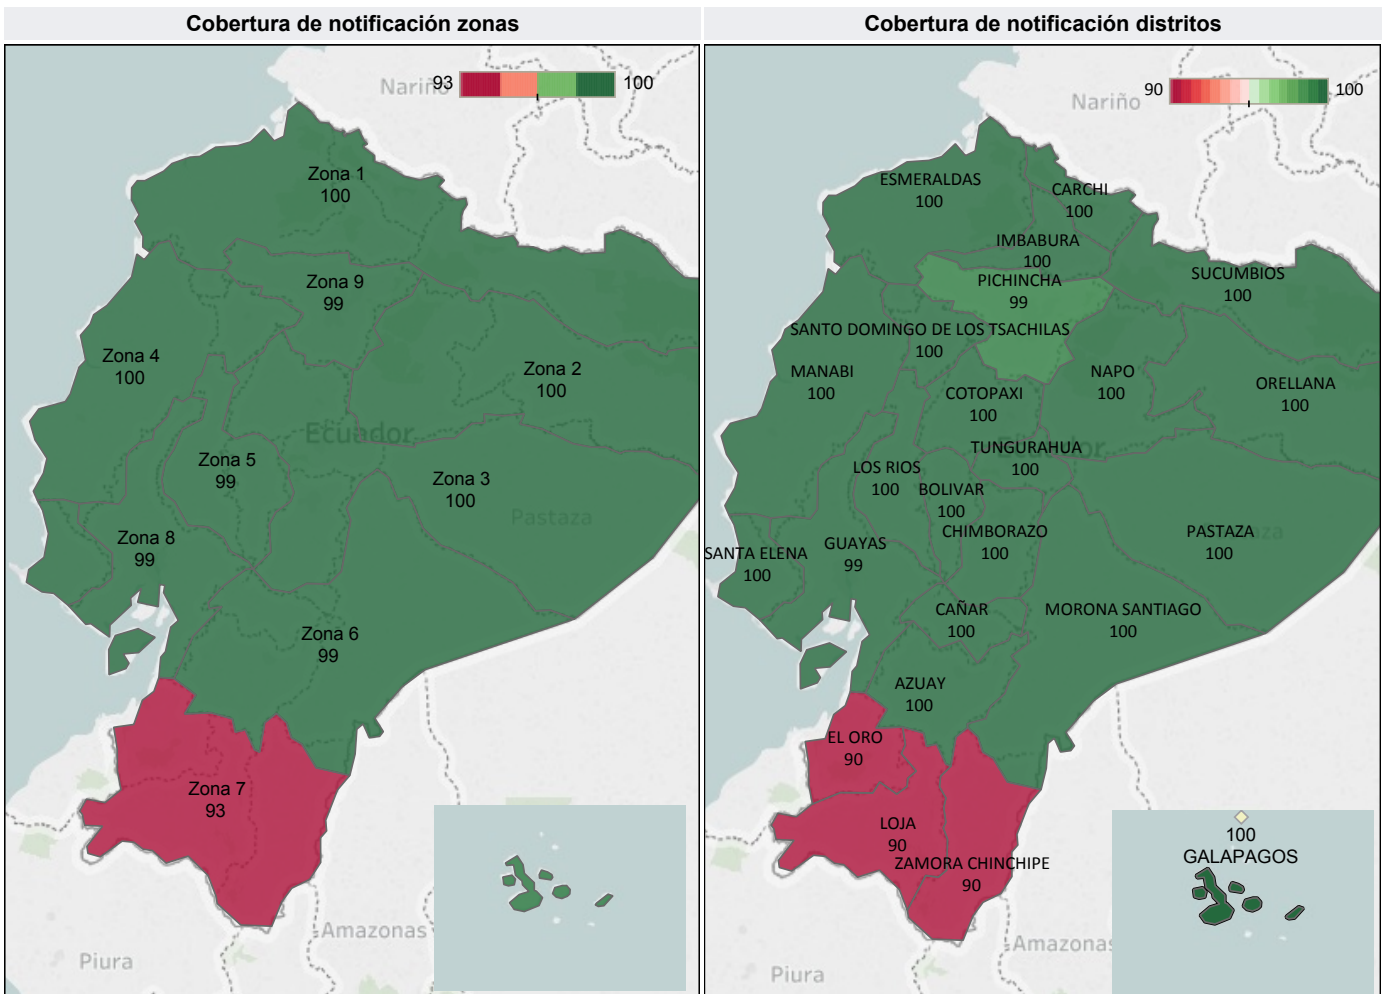 Cobertura de notificación zonas
Nariño
93
100
Zona 1
100
Zona 9
99
Zona 4
100
Zona 2
100
Ecuador
Zona 5
99
Zona 3
100
Pastaza
Zona 8
99
Zona 6
99
Zona 7
93
Amazonas
Piura
Cobertura de notificación distritos
90
100
Nariño
ESMERALDAS
100
CARCHI
100
IMBABURA
100
PICHINCHA
99
SUCUMBIOS
100
SANTO DOMINGO DE LOS TSACHILAS
100
MANABI
100
NAPO
100
ORELLANA
100
COTOPAXI
100
TUNGURAHUA
100
LOS RIOS
100
BOLIVAR
100
CHIMBORAZO
100
PASTAZA
100
SANTA ELENA
100
GUAYAS
99
CAÑAR
100
MORONA SANTIAGO
100
AZUAY
100
EL ORO
90
LOJA
90
ZAMORA CHINCHIPE
90
100
GALAPAGOS
Amazonas
Piura